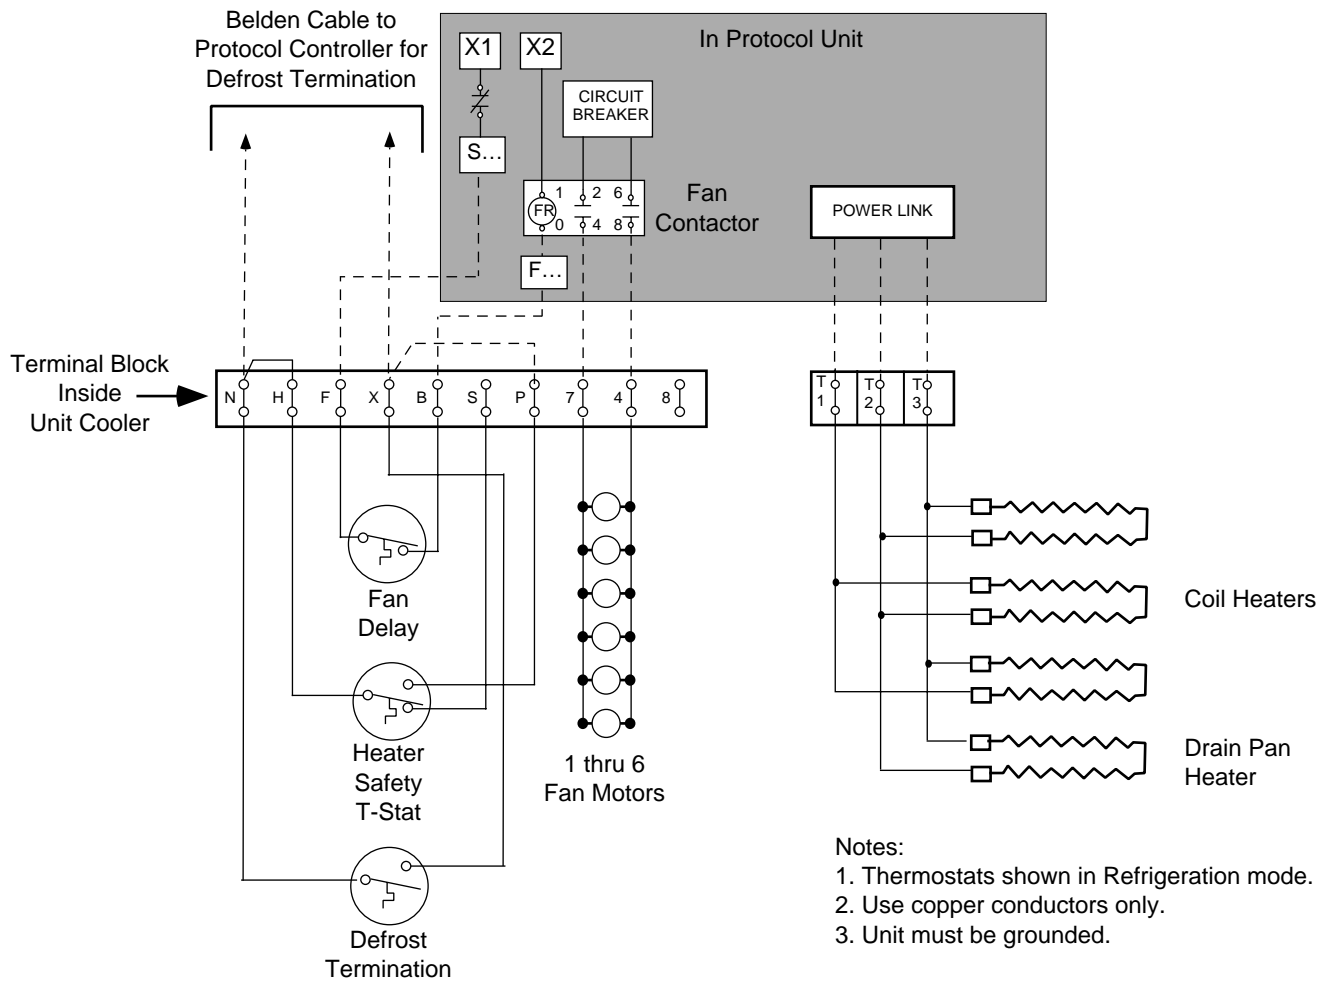 Belden Cable to
Protocol Controller for
Defrost Termination
In Protocol Unit
X1
X2
CIRCUIT
BREAKER
S...
1 2 6
FR
0 4 8
Fan
Contactor
F...
POWER LINK
Terminal Block
Inside
Unit Cooler
N H F X B S P 7 4 8
T T T
1 2 3
Fan
Delay
Heater
Safety
T-Stat
1 thru 6
Fan Motors
Coil Heaters
Drain Pan
Heater
Defrost
Termination
Notes:
1. Thermostats shown in Refrigeration mode.
2. Use copper conductors only.
3. Unit must be grounded.